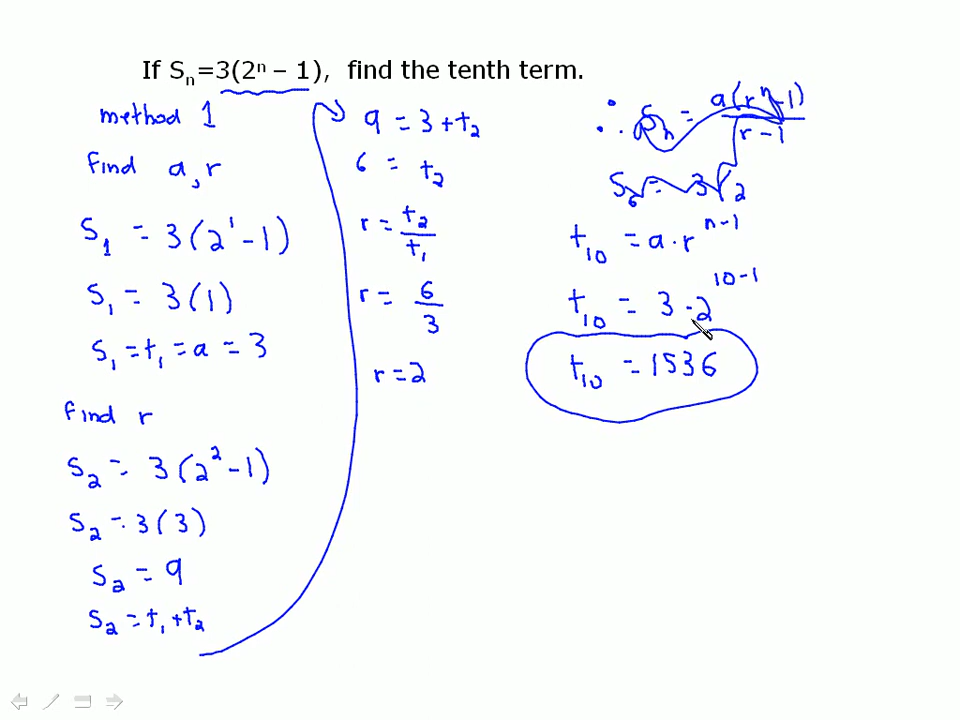 If Sn=3(2ⁿ – 1), find the tenth term.
method 1
find a,r
S₁ = 3(2¹-1)
S₁ = 3(1)
S₁ = t₁ = a = 3
find r
S₂ = 3(2²-1)
S₂ = 3(3)
S₂ = 9
S₂ = t₁+t₂
9 = 3+t₂
6 = t₂
r = t₂/t₁
r = 6/3
r=2
∴ Sn = a(rⁿ-1)/r-1
S₆ = 3(2
t₁₀ = a·rⁿ⁻¹
t₁₀ = 3·2¹⁰⁻¹
t₁₀ = 1536